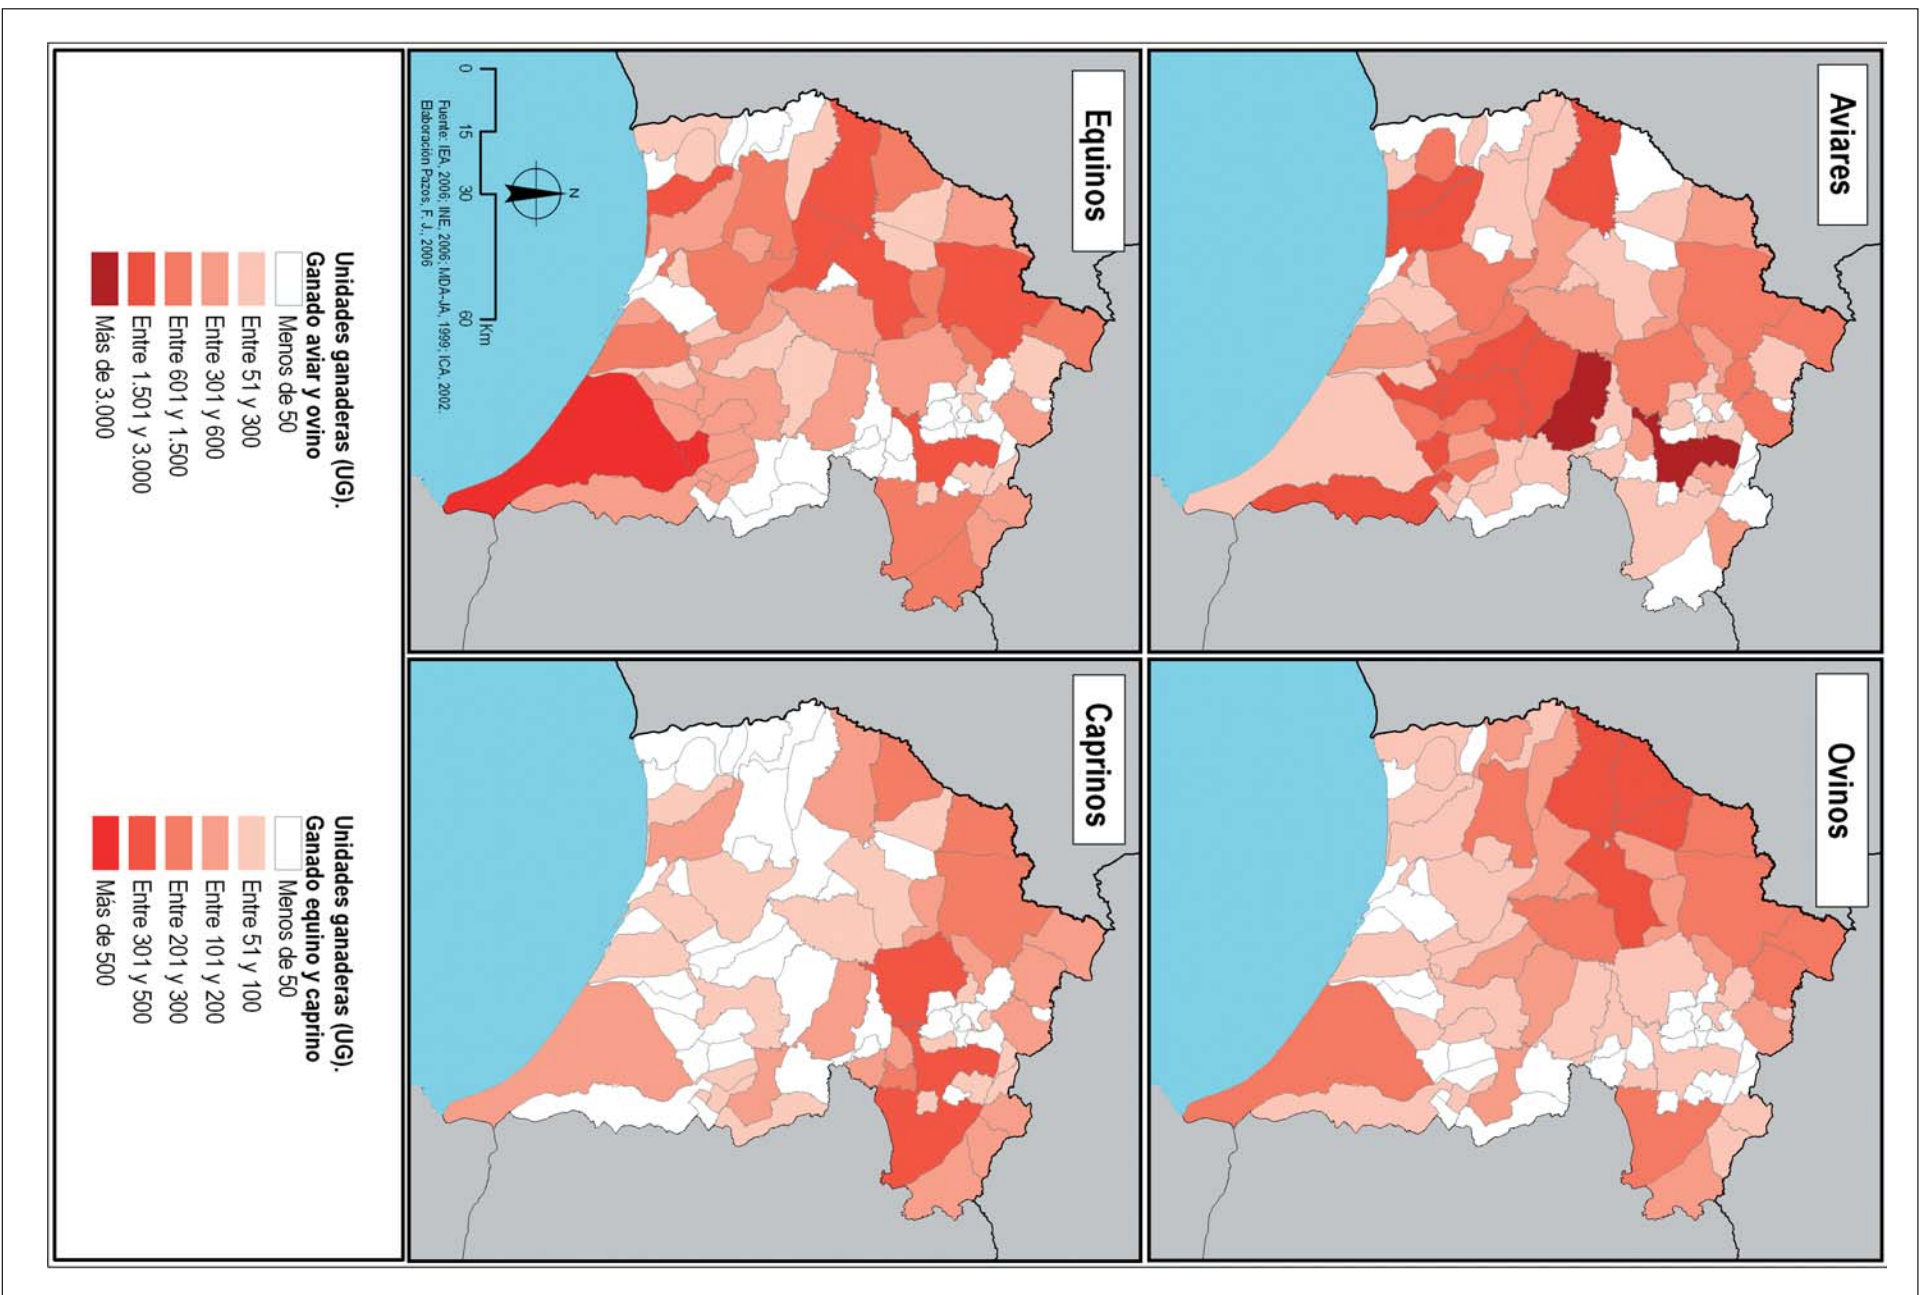 Aviares
Ovinos
Equinos
Caprinos
N
0
15
30
60
Km
Fuente: IEA, 2006; INE, 2006; MDA-JA, 1999; ICA, 2002.
Elaboración Pazos, F. J., 2006
Unidades ganaderas (UG).
Ganado aviar y ovino
Menos de 50
Entre 51 y 300
Entre 301 y 600
Entre 601 y 1.500
Entre 1.501 y 3.000
Más de 3.000
Unidades ganaderas (UG).
Ganado equino y caprino
Menos de 50
Entre 51 y 100
Entre 101 y 200
Entre 201 y 300
Entre 301 y 500
Más de 500